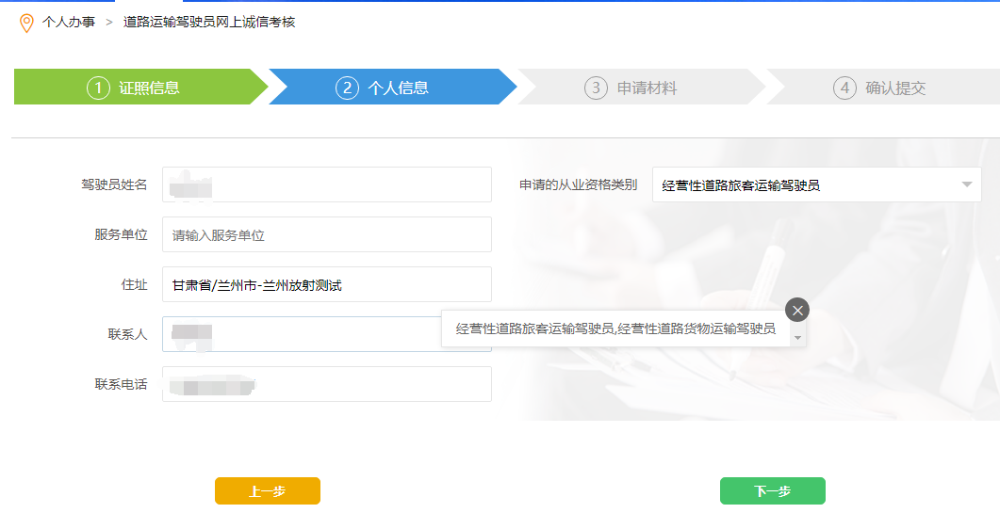 个人办事 > 道路运输驾驶员网上诚信考核
1 证照信息 2 个人信息 3 申请材料 4 确认提交
驾驶员姓名 申请的从业资格类别 经营性道路旅客运输驾驶员
服务单位 请输入服务单位
住址 甘肃省/兰州市-兰州放射测试
联系人 经营性道路旅客运输驾驶员,经营性道路货物运输驾驶员
联系电话
上一步 下一步